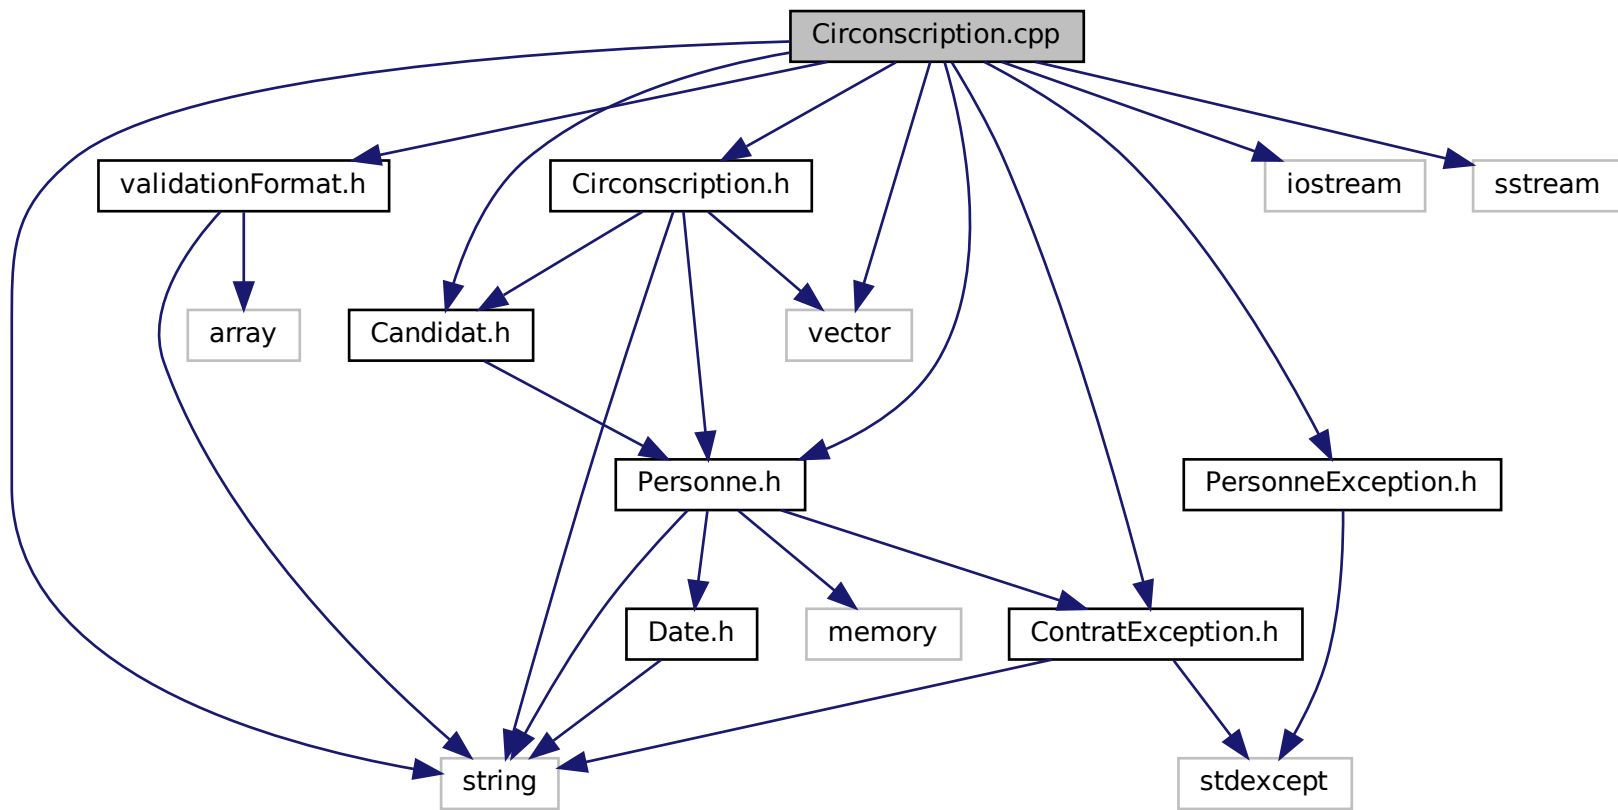 Circonscription.cpp
validationFormat.h
Circonscription.h
iostream
sstream
array
Candidat.h
vector
Personne.h
PersonneException.h
Date.h
memory
ContratException.h
string
stdexcept